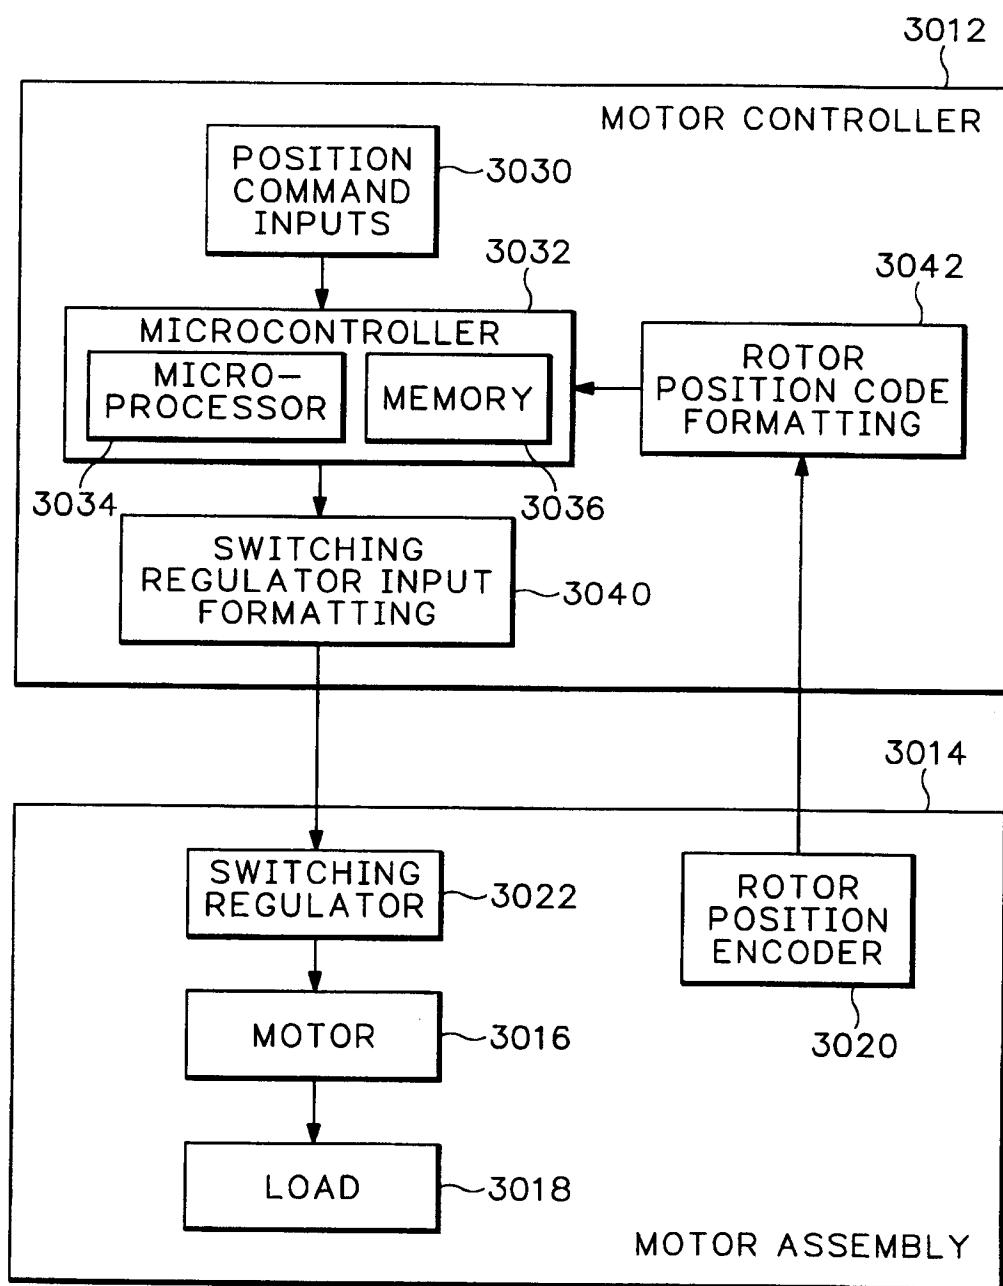 3012
MOTOR CONTROLLER
POSITION
COMMAND
INPUTS
3030
3032
3042
MICROCONTROLLER
MICRO-
PROCESSOR
MEMORY
ROTOR
POSITION CODE
FORMATTING
3034
3036
SWITCHING
REGULATOR INPUT
FORMATTING
3040
3014
SWITCHING
REGULATOR
3022
ROTOR
POSITION
ENCODER
MOTOR
3016
3020
LOAD
3018
MOTOR ASSEMBLY